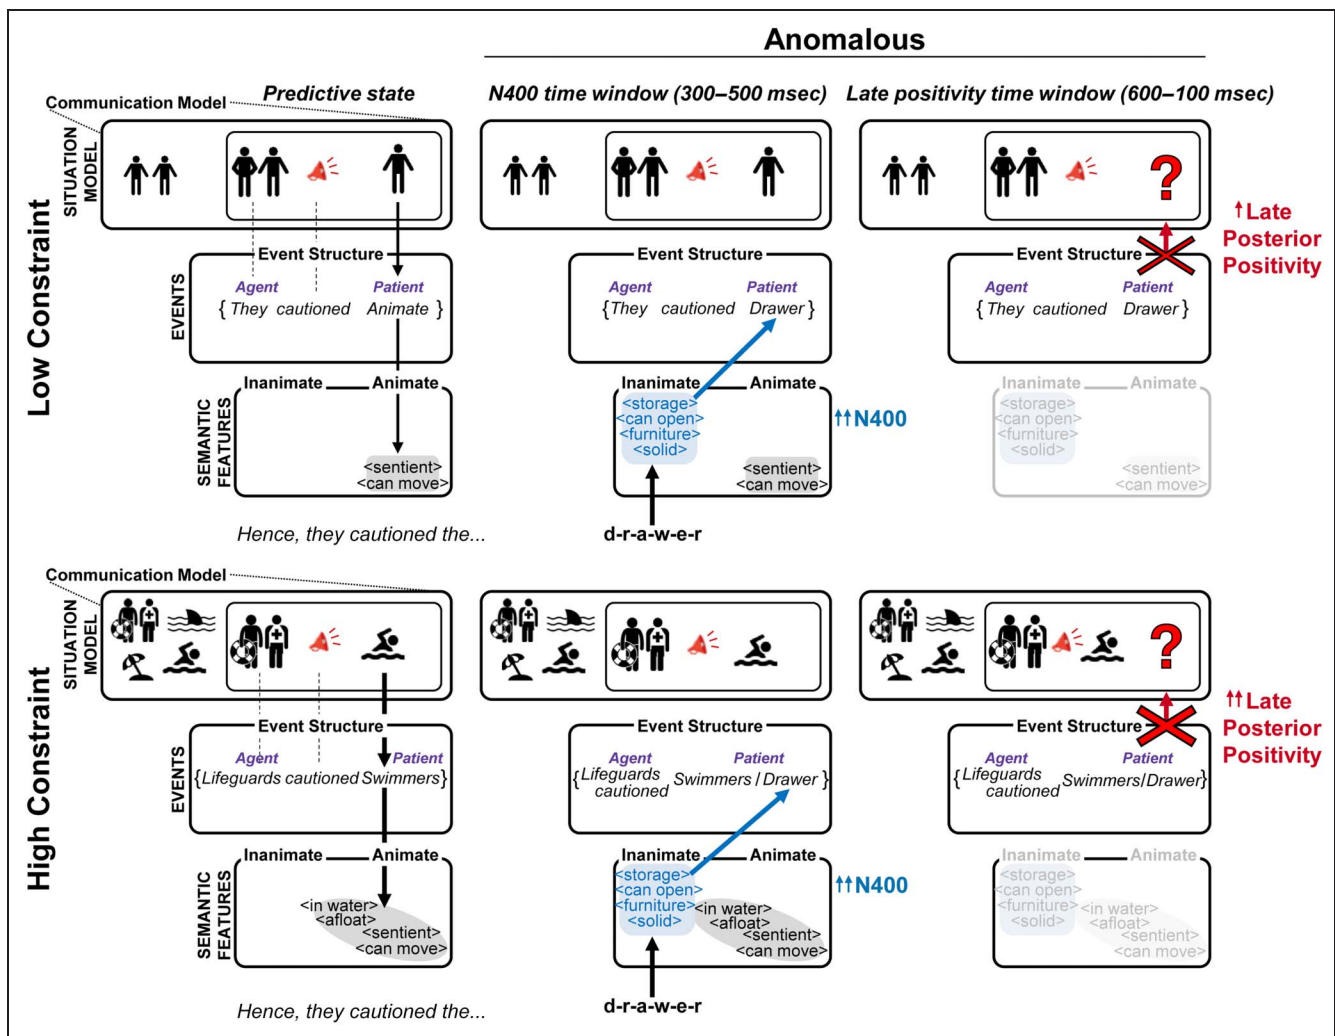 Anomalous
Predictive state
N400 time window (300–500 msec)
Late positivity time window (600–100 msec)
Low Constraint
Communication Model
SITUATION
MODEL
?
↑Late
Posterior
Positivity
EVENTS
Event Structure
Agent Patient
{ They cautioned Animate }
Event Structure
Agent Patient
{They cautioned Drawer}
Event Structure
Agent Patient
{They cautioned Drawer}
SEMANTIC
FEATURES
Inanimate Animate
<sentient>
<can move>
Inanimate Animate
<storage>
<can open>
<furniture>
<solid>
<sentient>
<can move>
↑↑N400
Inanimate Animate
<storage>
<can open>
<furniture>
<solid>
<sentient>
<can move>
Hence, they cautioned the...
d-r-a-w-e-r
High Constraint
Communication Model
SITUATION
MODEL
?
↑↑Late
Posterior
Positivity
EVENTS
Event Structure
Agent Patient
{Lifeguards cautioned Swimmers}
Event Structure
Agent Patient
{Lifeguards
cautioned
Swimmers / Drawer }
Event Structure
Agent Patient
{Lifeguards
cautioned
Swimmers/Drawer}
SEMANTIC
FEATURES
Inanimate Animate
<in water>
<afloat>
<sentient>
<can move>
Inanimate Animate
<storage>
<can open>
<furniture>
<solid>
<in water>
<afloat>
<sentient>
<can move>
↑↑N400
Inanimate Animate
<storage>
<can open>
<furniture>
<solid>
<in water>
<afloat>
<sentient>
<can move>
Hence, they cautioned the...
d-r-a-w-e-r